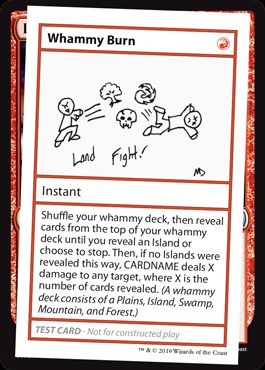 Whammy Burn
Land Fight!
MD
Instant
Shuffle your whammy deck, then reveal
cards from the top of your whammy
deck until you reveal an Island or
choose to stop. Then, if no Islands were
revealed this way, CARDNAME deals X
damage to any target, where X is the
number of cards revealed. (A whammy
deck consists of a Plains, Island, Swamp,
Mountain, and Forest.)
TEST CARD - Not for constructed play
™ & © 2019 Wizards of the Coast